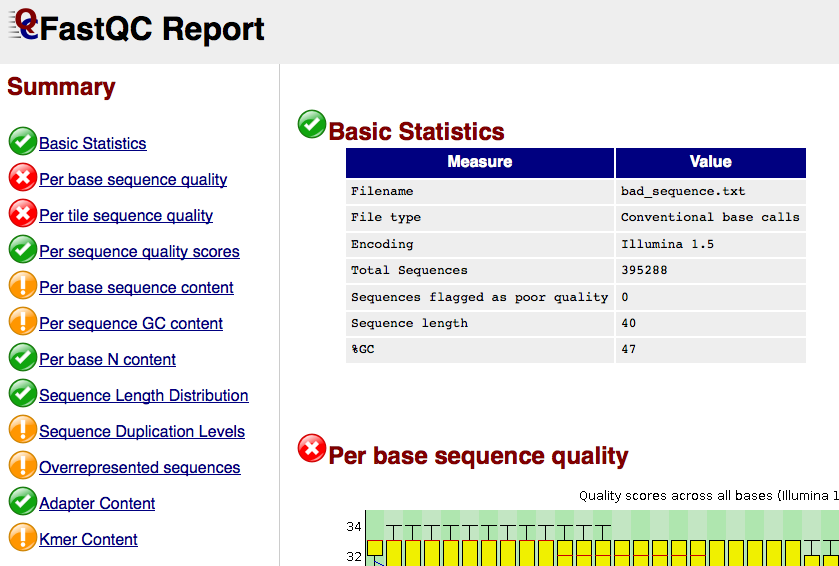 FastQC Report
Summary
Basic Statistics
Per base sequence quality
Per tile sequence quality
Per sequence quality scores
Per base sequence content
Per sequence GC content
Per base N content
Sequence Length Distribution
Sequence Duplication Levels
Overrepresented sequences
Adapter Content
Kmer Content
Basic Statistics
Measure Value
Filename bad_sequence.txt
File type Conventional base calls
Encoding Illumina 1.5
Total Sequences 395288
Sequences flagged as poor quality 0
Sequence length 40
%GC 47
Per base sequence quality
Quality scores across all bases (Illumina 1
34
32